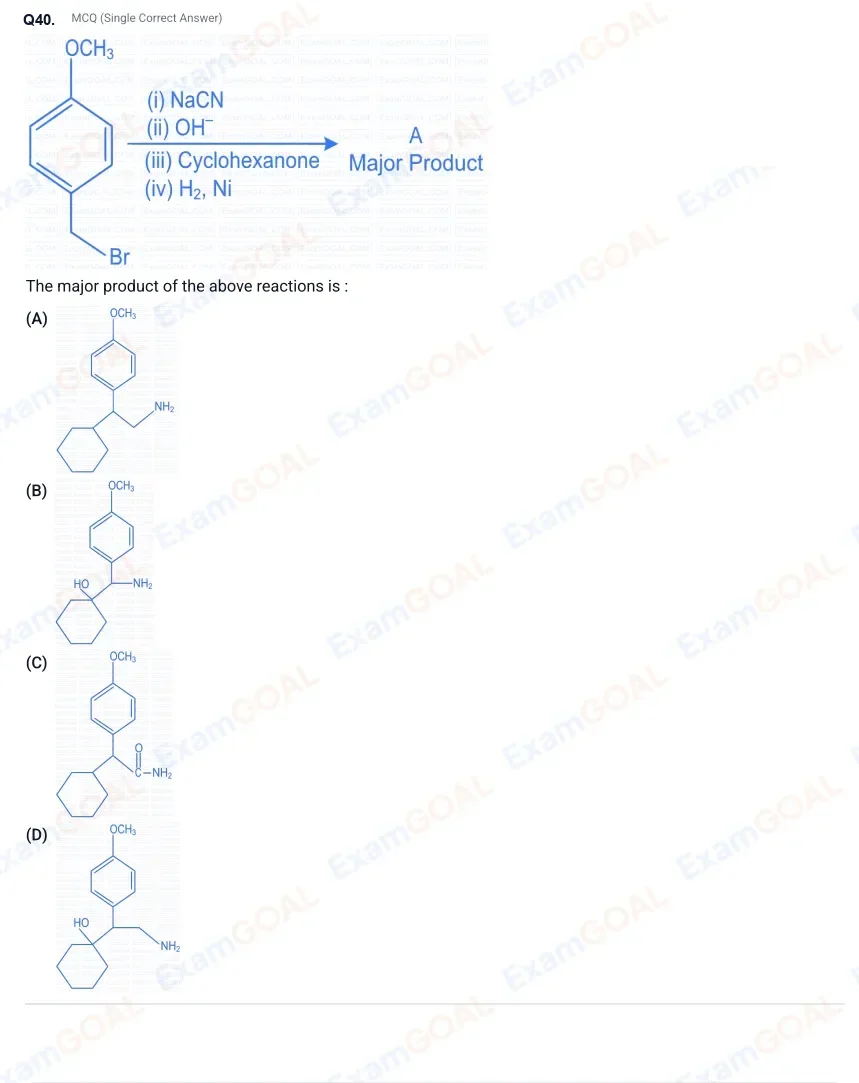 Q40. MCQ (Single Correct Answer)
OCH₃
(i) NaCN
(ii) OH⁻
(iii) Cyclohexanone
(iv) H₂, Ni
A
Major Product
Br
The major product of the above reactions is :
(A)
OCH₃
NH₂
(B)
OCH₃
HO
NH₂
(C)
OCH₃
O
C–NH₂
(D)
OCH₃
HO
NH₂
ExamGOAL